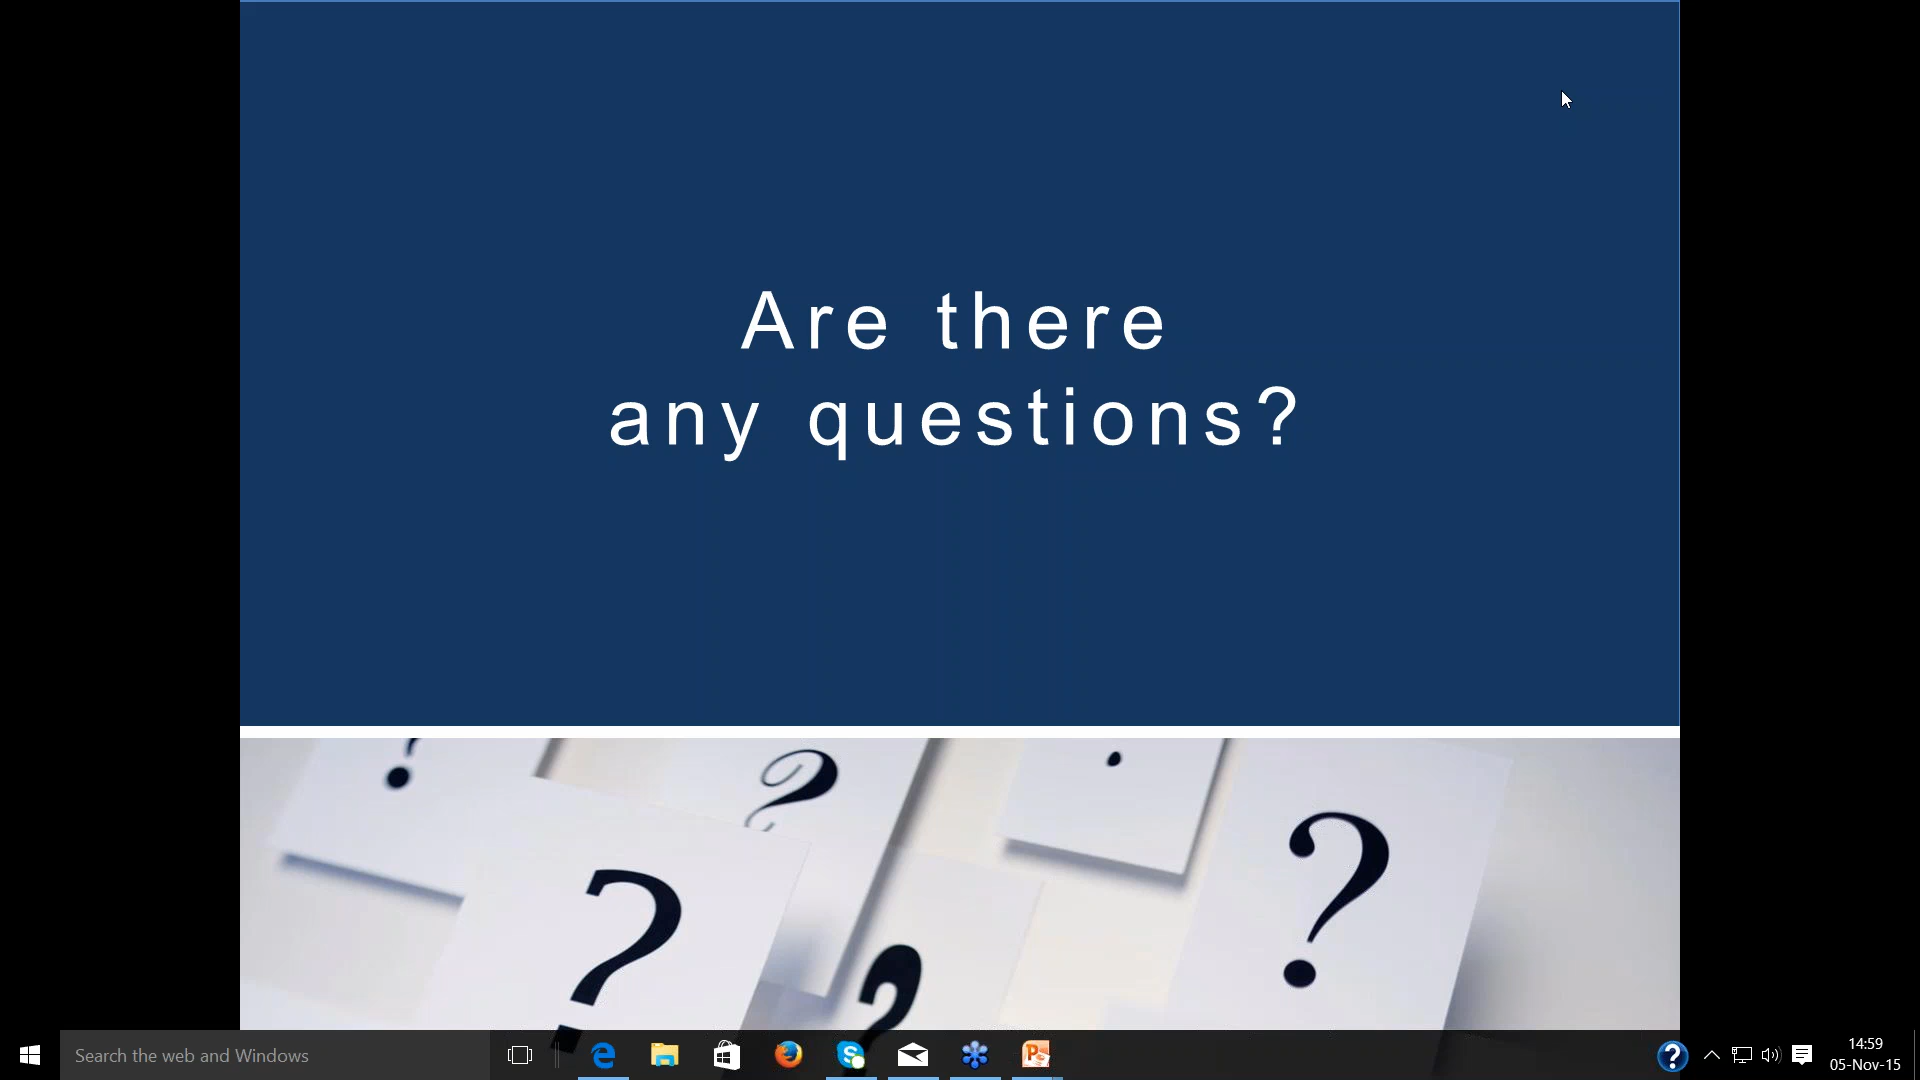 Are there
any questions?
?
?
?
Search the web and Windows
14:59
05-Nov-15